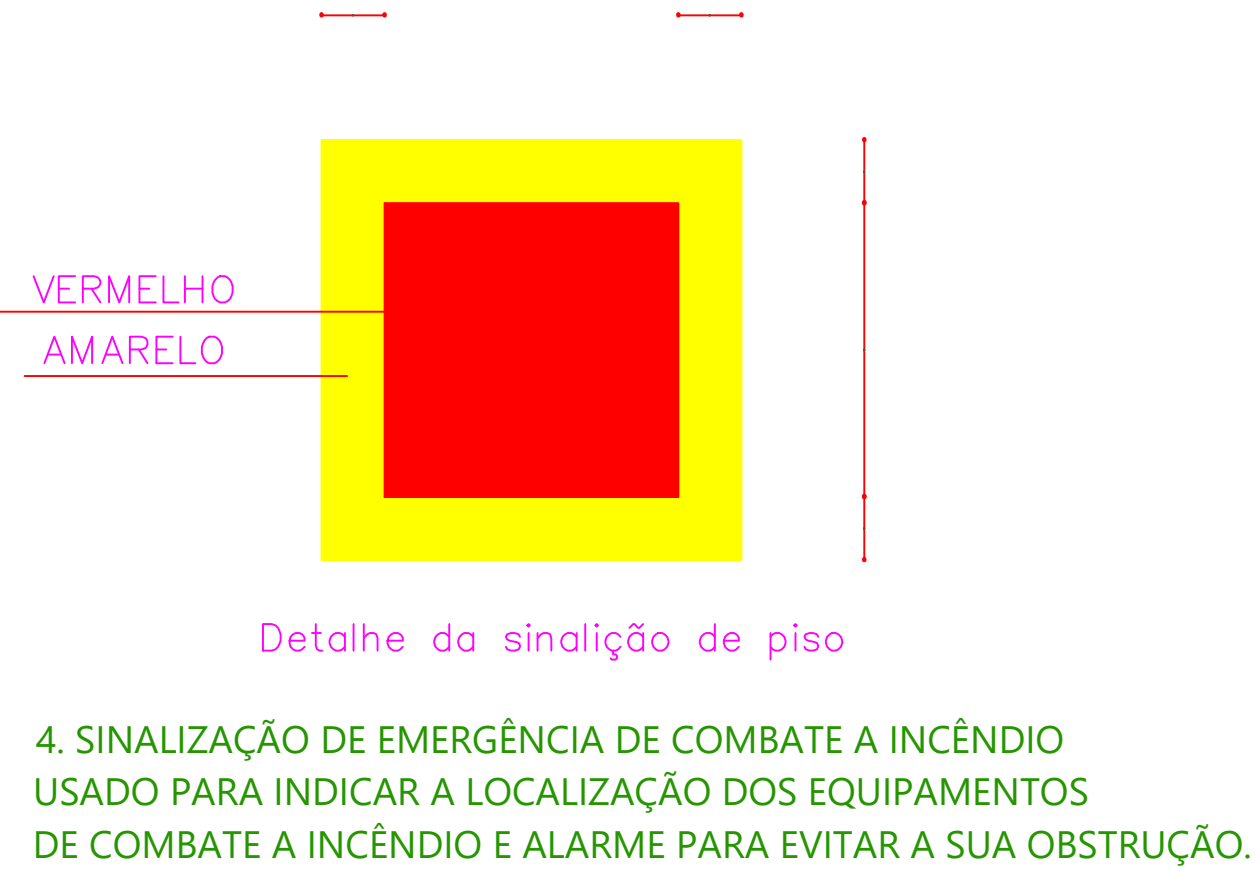 VERMELHO
AMARELO
Detalhe da sinalição de piso
4. SINALIZAÇÃO DE EMERGÊNCIA DE COMBATE A INCÊNDIO
USADO PARA INDICAR A LOCALIZAÇÃO DOS EQUIPAMENTOS
DE COMBATE A INCÊNDIO E ALARME PARA EVITAR A SUA OBSTRUÇÃO.